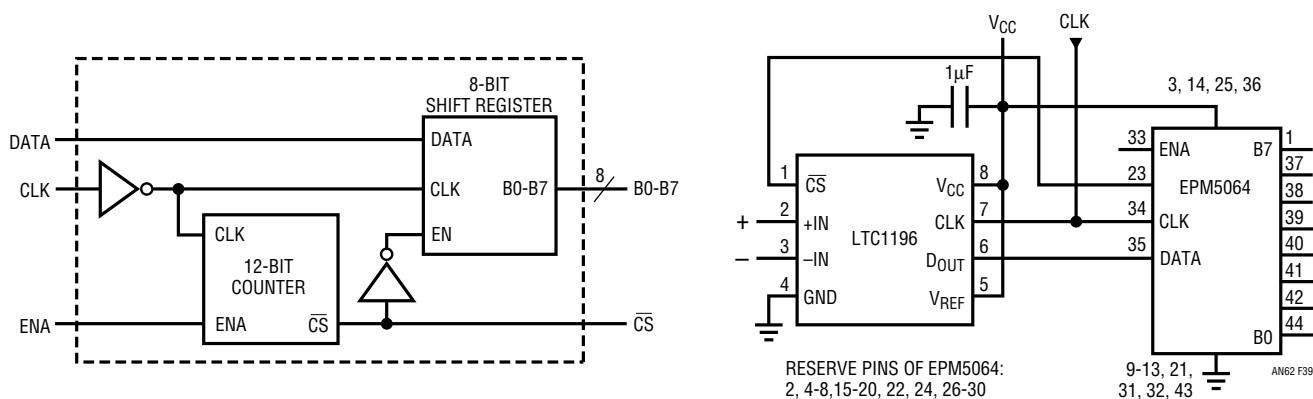 8-BIT
SHIFT REGISTER
DATA
DATA
CLK
CLK
B0-B7
8
B0-B7
EN
CLK
12-BIT
COUNTER
ENA
ENA
CS
CS
VCC
CLK
1µF
3, 14, 25, 36
1
CS
2
+
+IN
3
–
–IN
4
GND
LTC1196
8
VCC
7
CLK
6
DOUT
5
VREF
33
ENA
23
EPM5064
34
CLK
35
DATA
B7
1
37
38
39
40
41
42
B0
44
RESERVE PINS OF EPM5064:
2, 4-8,15-20, 22, 24, 26-30
9-13, 21,
31, 32, 43
AN62 F39